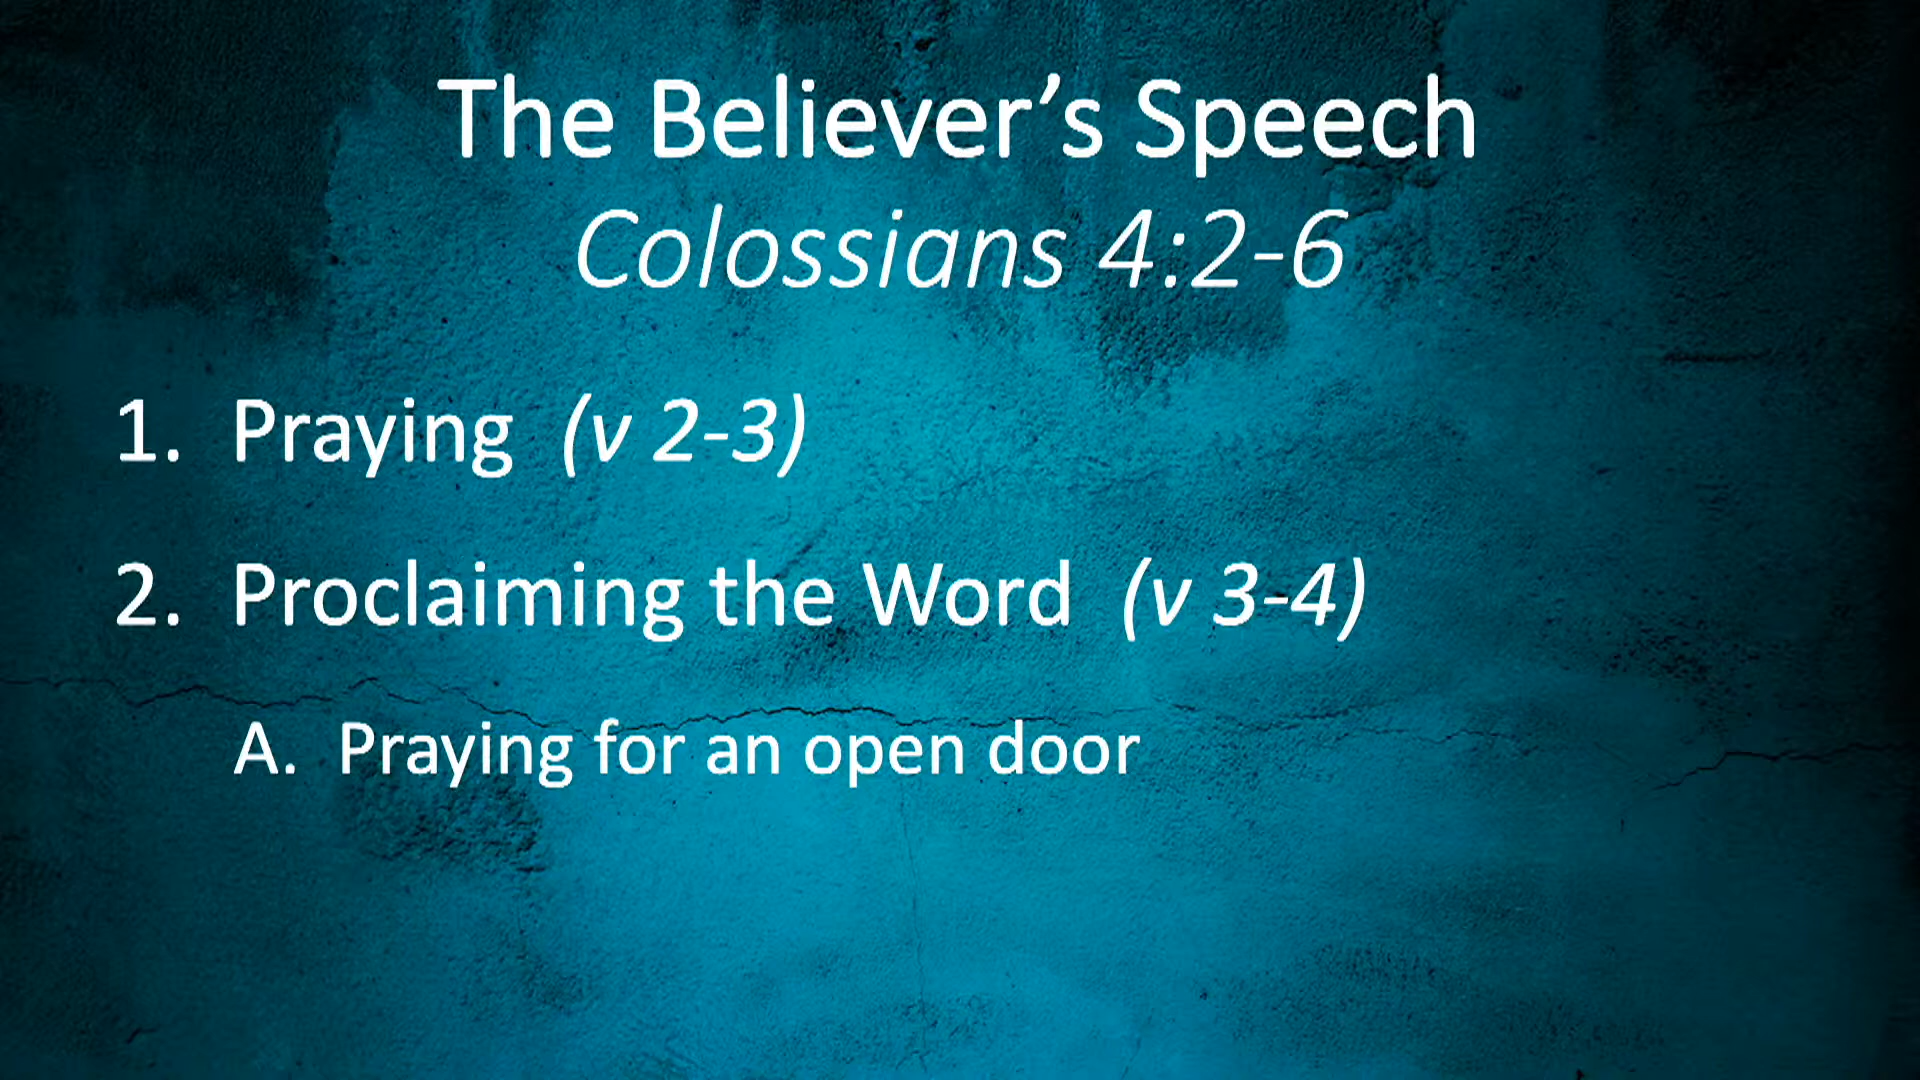 The Believer’s Speech
Colossians 4:2-6
1. Praying (v 2-3)
2. Proclaiming the Word (v 3-4)
A. Praying for an open door